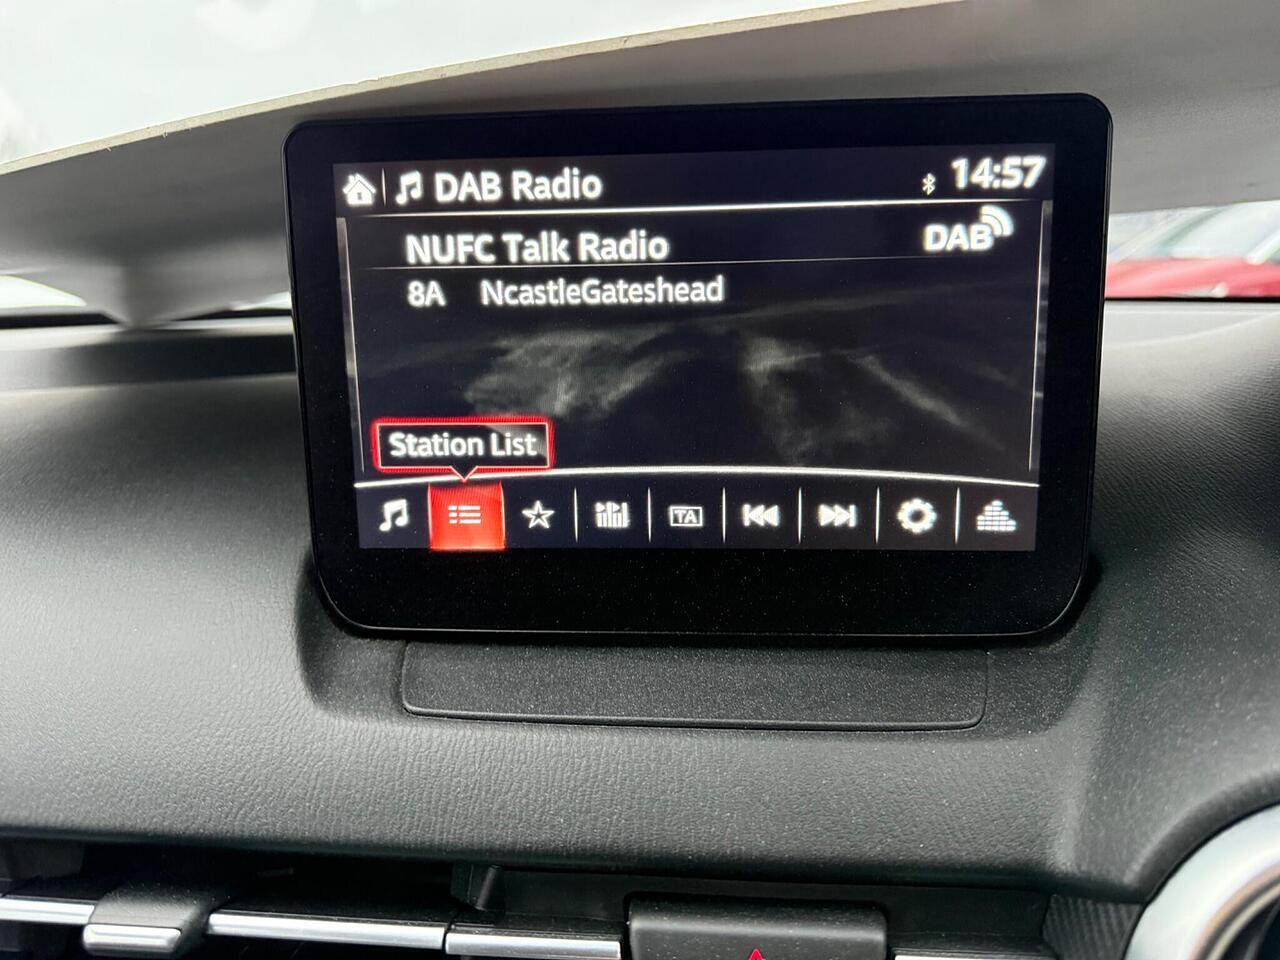 DAB Radio
14:57
NUFC Talk Radio
DAB
8A NcastleGateshead
Station List
TA